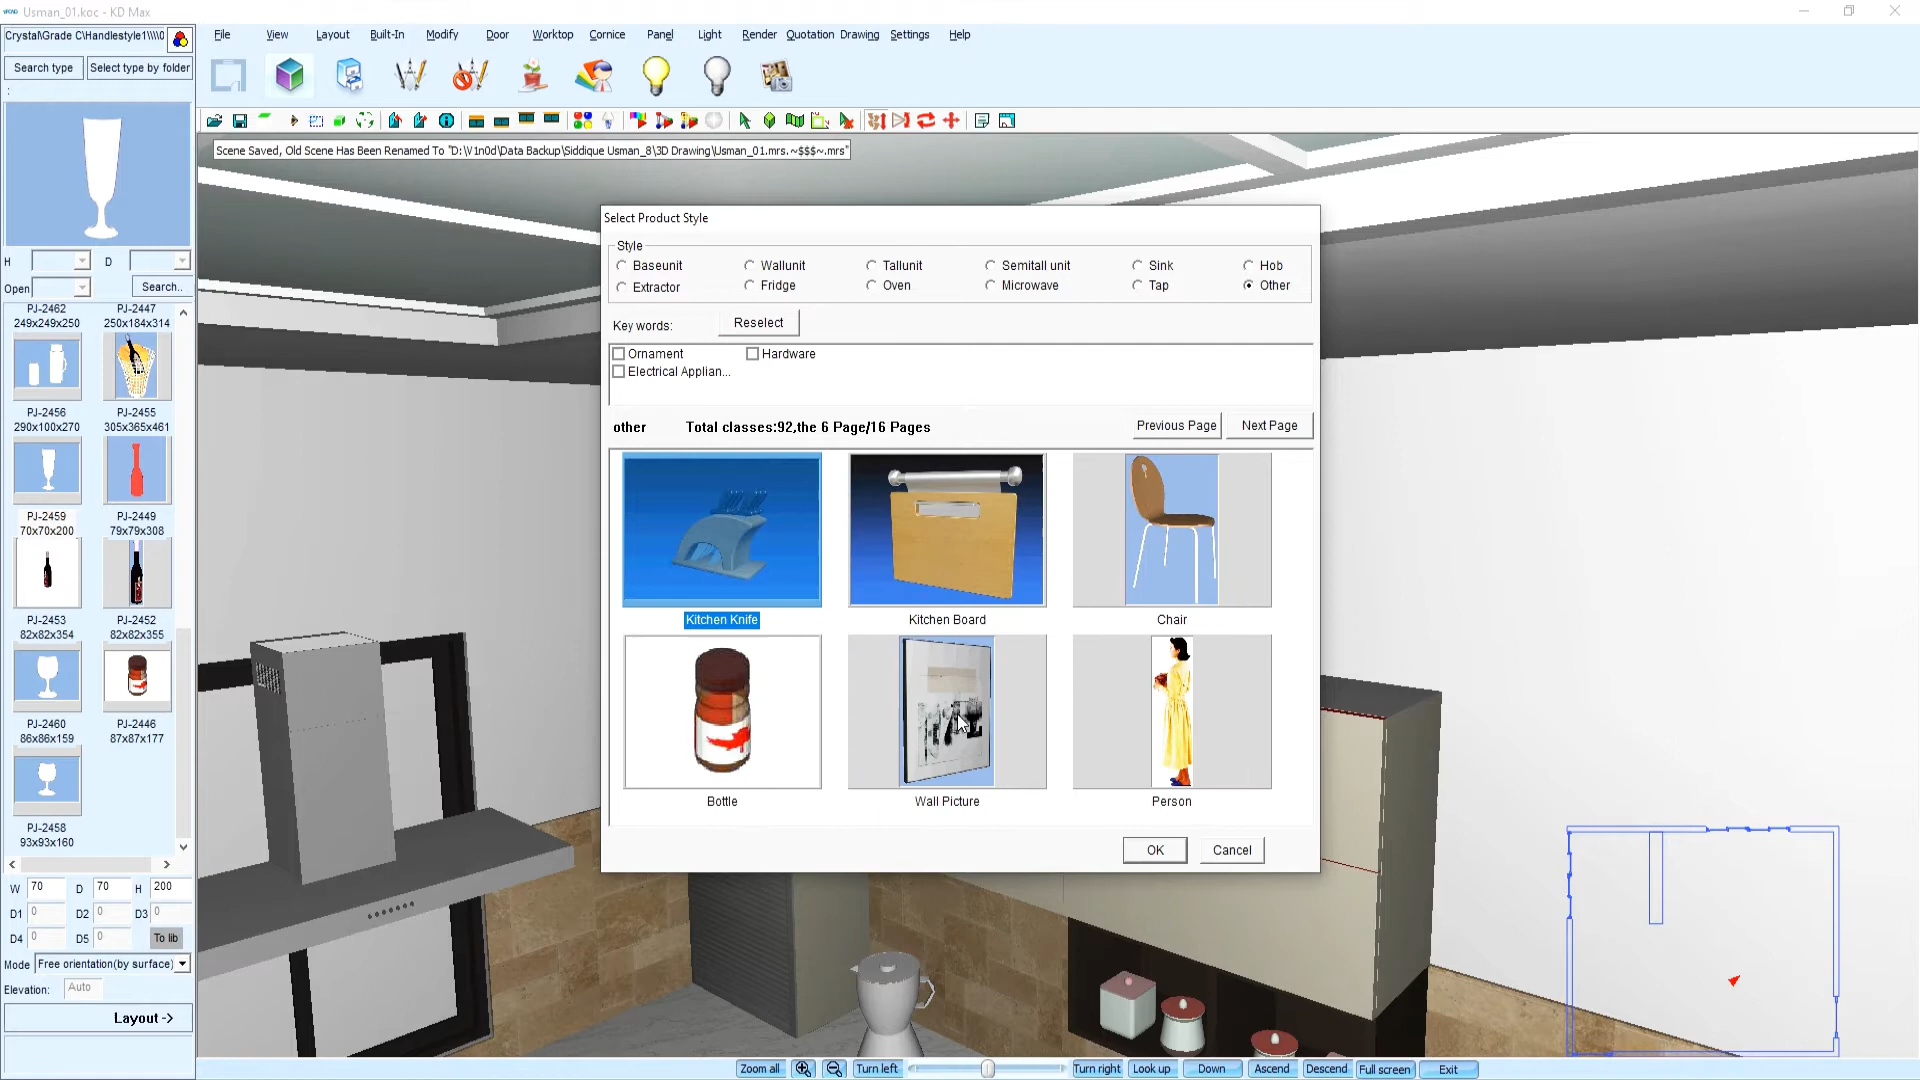 Usman_01.koc - KD Max
Crystal\Grade C\Handlestyle1\\\\0
Search type
Select type by folder
:
File View Layout Built-In Modify Door Worktop Cornice Panel Light Render Quotation Drawing Settings Help
Scene Saved, Old Scene Has Been Renamed To "D:\V1n0d\Data Backup\Siddique Usman_8\3D Drawing\Usman_01.mrs.~$$$~.mrs"
H D
Open Search..
PJ-2462 PJ-2447
249x249x250 250x184x314
PJ-2456 PJ-2455
290x100x270 305x365x461
PJ-2459 PJ-2449
70x70x200 79x79x308
PJ-2453 PJ-2452
82x82x354 82x82x355
PJ-2460 PJ-2446
86x86x159 87x87x177
PJ-2458
93x93x160
W 70 D 70 H 200
D1 0 D2 0 D3 0
D4 0 D5 0 To lib
Mode Free orientation(by surface)
Elevation: Auto
Layout ->
Select Product Style
Style
Baseunit Wallunit Tallunit Semitall unit Sink Hob
Extractor Fridge Oven Microwave Tap Other
Key words: Reselect
Ornament Hardware
Electrical Applian...
other Total classes:92,the 6 Page/16 Pages Previous Page Next Page
Kitchen Knife Kitchen Board Chair
Bottle Wall Picture Person
OK Cancel
Zoom all Turn left Turn right Look up Down Ascend Descend Full screen Exit